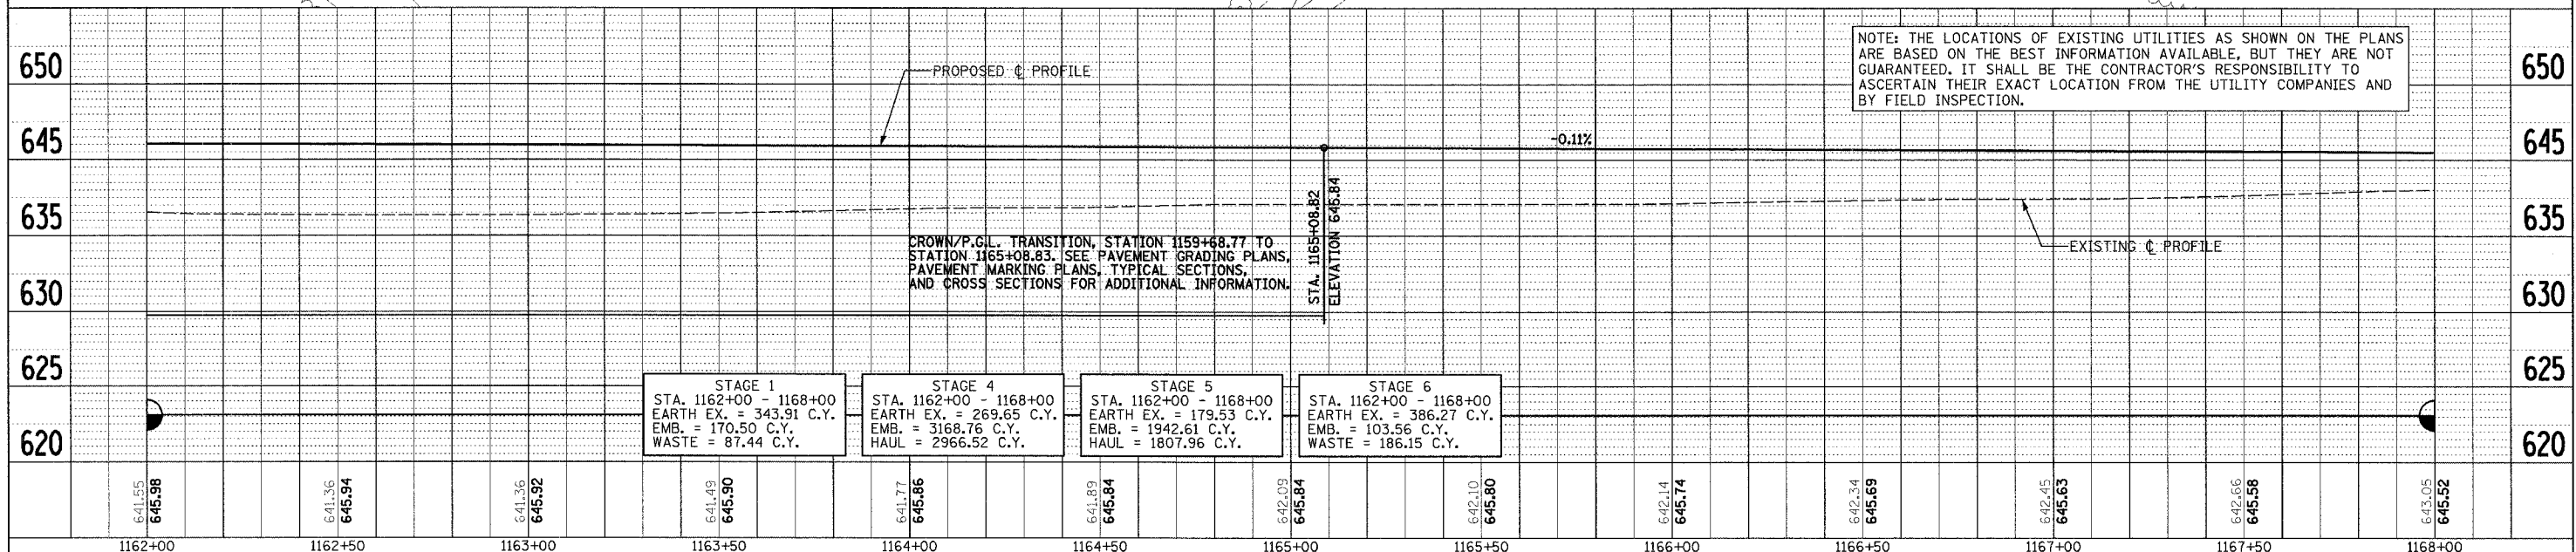 650
645
635
630
625
620
PROPOSED ℄ PROFILE
NOTE: THE LOCATIONS OF EXISTING UTILITIES AS SHOWN ON THE PLANS
ARE BASED ON THE BEST INFORMATION AVAILABLE, BUT THEY ARE NOT
GUARANTEED. IT SHALL BE THE CONTRACTOR'S RESPONSIBILITY TO
ASCERTAIN THEIR EXACT LOCATION FROM THE UTILITY COMPANIES AND
BY FIELD INSPECTION.
650
645
635
630
625
620
-0.11%
STA. 1165+08.82
ELEVATION 645.84
CROWN/P.G.L. TRANSITION, STATION 1159+68.77 TO
STATION 1165+08.83. SEE PAVEMENT GRADING PLANS,
PAVEMENT MARKING PLANS, TYPICAL SECTIONS,
AND CROSS SECTIONS FOR ADDITIONAL INFORMATION.
EXISTING ℄ PROFILE
STAGE 1
STA. 1162+00 - 1168+00
EARTH EX. = 343.91 C.Y.
EMB. = 170.50 C.Y.
WASTE = 87.44 C.Y.
STAGE 4
STA. 1162+00 - 1168+00
EARTH EX. = 269.65 C.Y.
EMB. = 3168.76 C.Y.
HAUL = 2966.52 C.Y.
STAGE 5
STA. 1162+00 - 1168+00
EARTH EX. = 179.53 C.Y.
EMB. = 1942.61 C.Y.
HAUL = 1807.96 C.Y.
STAGE 6
STA. 1162+00 - 1168+00
EARTH EX. = 386.27 C.Y.
EMB. = 103.56 C.Y.
WASTE = 186.15 C.Y.
641.55
645.98
641.36
645.94
641.36
645.92
641.49
645.90
641.77
645.86
641.89
645.84
642.09
645.84
642.10
645.80
642.14
645.74
642.34
645.69
642.45
645.63
642.66
645.58
643.05
645.52
1162+00
1162+50
1163+00
1163+50
1164+00
1164+50
1165+00
1165+50
1166+00
1166+50
1167+00
1167+50
1168+00